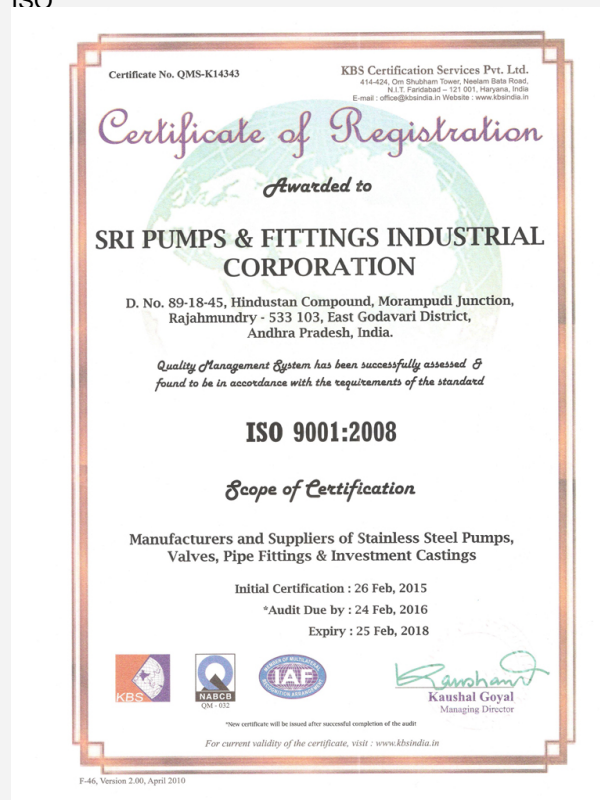 ISO
Certificate No. QMS-K14343
KBS Certification Services Pvt. Ltd.
414-424, Om Shubham Tower, Neelam Bata Road,
N.I.T. Faridabad – 121 001, Haryana, India
E-mail : office@kbsindia.in Website : www.kbsindia.in
Certificate of Registration
Awarded to
SRI PUMPS & FITTINGS INDUSTRIAL
CORPORATION
D. No. 89-18-45, Hindustan Compound, Morampudi Junction,
Rajahmundry - 533 103, East Godavari District,
Andhra Pradesh, India.
Quality Management System has been successfully assessed &
found to be in accordance with the requirements of the standard
ISO 9001:2008
Scope of Certification
Manufacturers and Suppliers of Stainless Steel Pumps,
Valves, Pipe Fittings & Investment Castings
Initial Certification : 26 Feb, 2015
*Audit Due by : 24 Feb, 2016
Expiry : 25 Feb, 2018
KBS
NABCB
QM - 032
MEMBER OF MULTILATERAL
IAF
RECOGNITION ARRANGEMENT
Kaushal Goyal
Managing Director
*New certificate will be issued after successful completion of the audit
For current validity of the certificate, visit : www.kbsindia.in
F-46, Version 2.00, April 2010